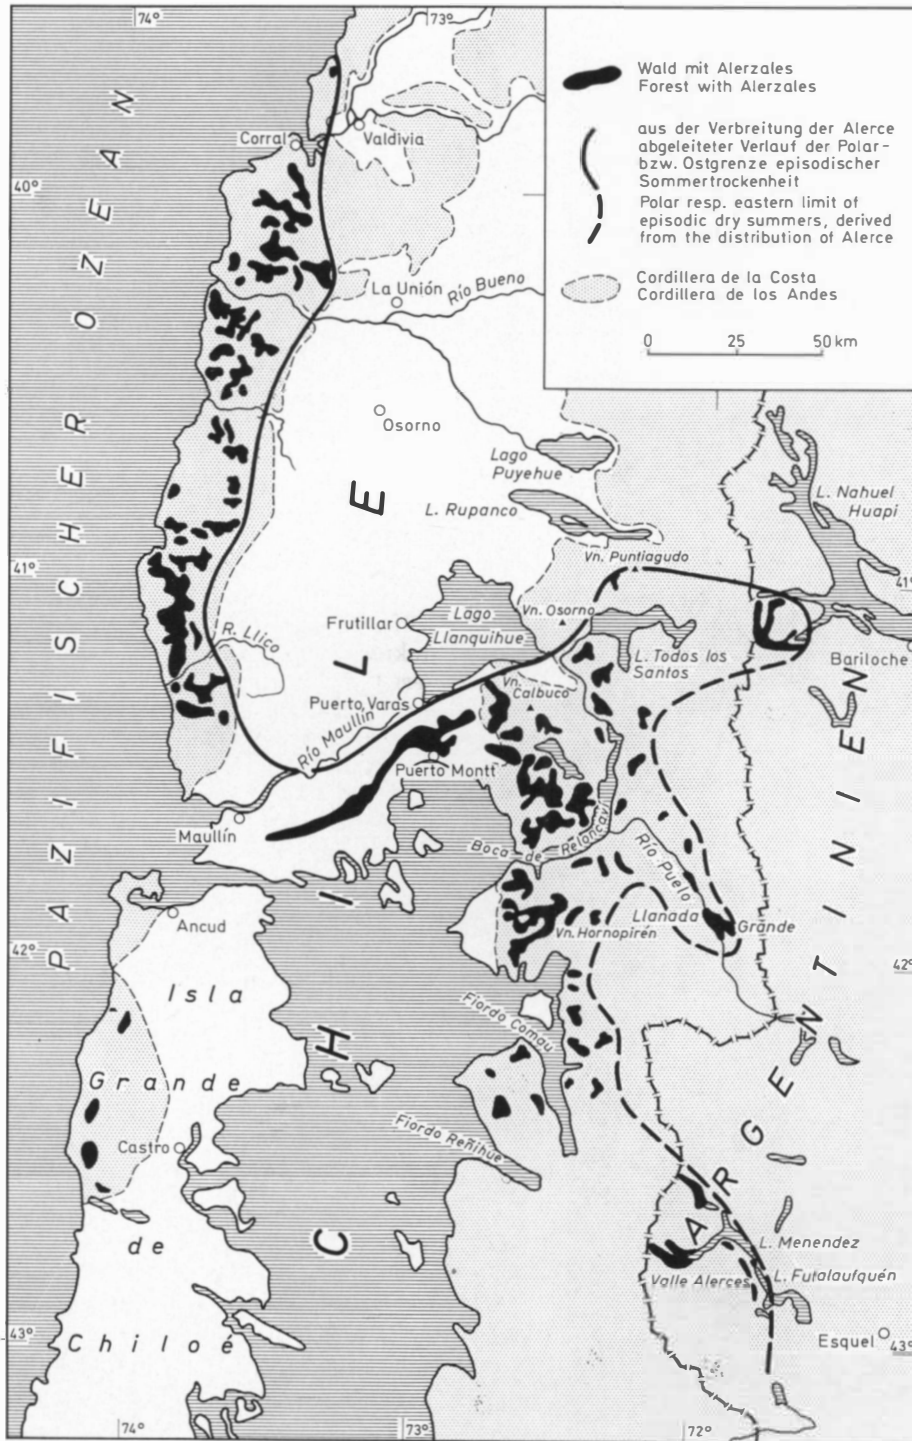 74°
73°
Wald mit Alerzales
Forest with Alerzales
aus der Verbreitung der Alerce
abgeleiteter Verlauf der Polar-
bzw. Ostgrenze episodischer
Sommertrockenheit
Polar resp. eastern limit of
episodic dry summers, derived
from the distribution of Alerce
Cordillera de la Costa
Cordillera de los Andes
0 25 50 km
PAZIFISCHER OZEAN
CHILE
ARGENTINIEN
Corral
Valdivia
40°
La Unión
Río Bueno
Osorno
Lago
Puyehue
L. Rupanco
L. Nahuel
Huapi
Vn. Puntiagudo
41°
41°
Frutillar
Lago
Llanquihue
Vn. Osorno
R. Llico
L. Todos los
Santos
Bariloche
Puerto Varas
Vn.
Calbuco
Río Maullín
Puerto Montt
Maullín
Boca de Reloncaví
Río Puelo
Llanada
Grande
Vn. Hornopirén
Ancud
42°
42°
Isla
Grande
de
Chiloé
Fiordo Comau
Castro
Fiordo Reñihue
L. Menendez
Valle Alerces
L. Futalaufquén
Esquel
43°
43°
74°
73°
72°